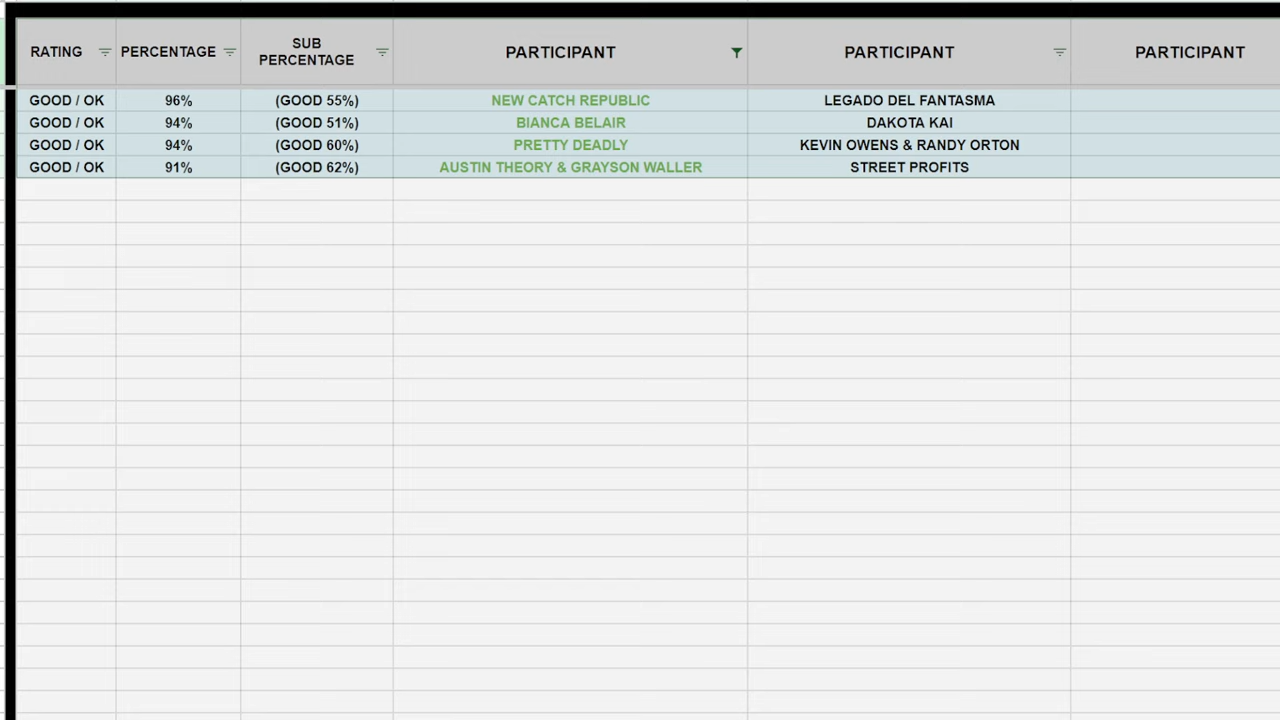 RATING PERCENTAGE SUB PERCENTAGE PARTICIPANT PARTICIPANT PARTICIPANT
GOOD / OK 96% (GOOD 55%) NEW CATCH REPUBLIC LEGADO DEL FANTASMA
GOOD / OK 94% (GOOD 51%) BIANCA BELAIR DAKOTA KAI
GOOD / OK 94% (GOOD 60%) PRETTY DEADLY KEVIN OWENS & RANDY ORTON
GOOD / OK 91% (GOOD 62%) AUSTIN THEORY & GRAYSON WALLER STREET PROFITS